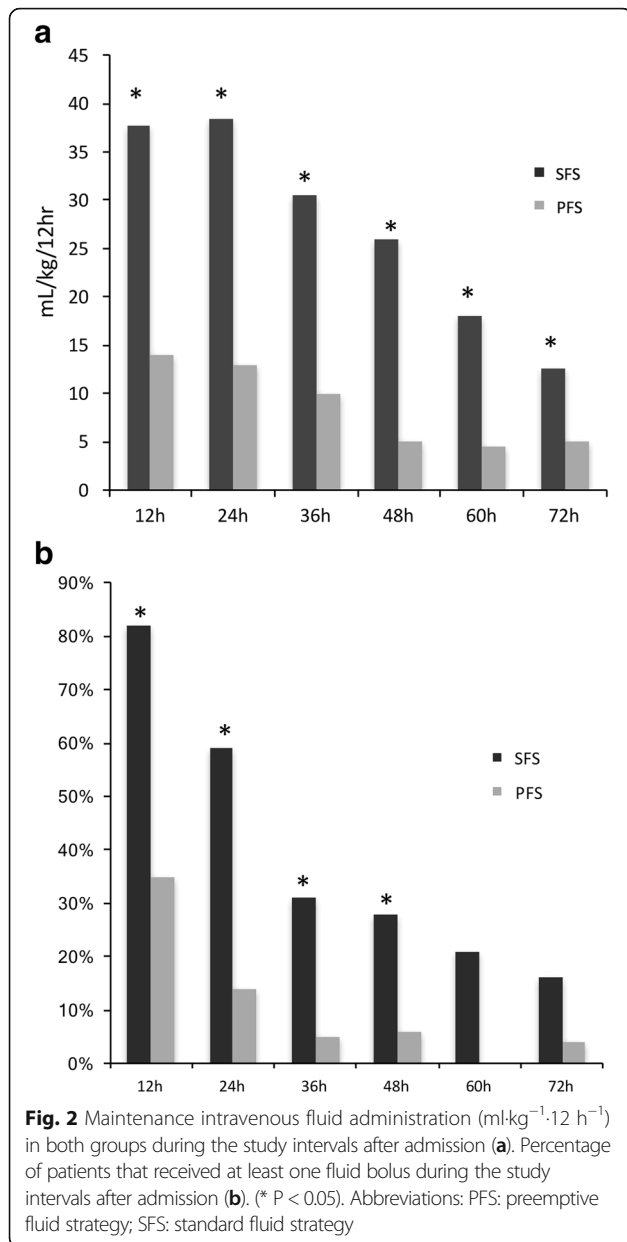 a
45
40
35
30
25
20
15
10
5
0
mL/kg/12hr
* * * * * *
SFS
PFS
12h 24h 36h 48h 60h 72h
b
90%
80%
70%
60%
50%
40%
30%
20%
10%
0%
* * * *
SFS
PFS
12h 24h 36h 48h 60h 72h
Fig. 2 Maintenance intravenous fluid administration (ml·kg⁻¹·12 h⁻¹)
in both groups during the study intervals after admission (a). Percentage
of patients that received at least one fluid bolus during the study
intervals after admission (b). (* P < 0.05). Abbreviations: PFS: preemptive
fluid strategy; SFS: standard fluid strategy